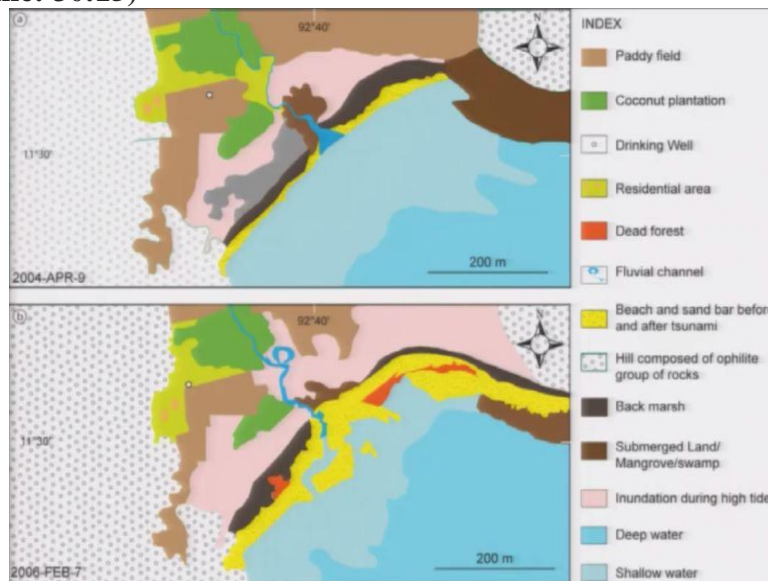 a
92°40'
N
11°30'
200 m
2004-APR-9
b
92°40'
N
11°30'
200 m
2006-FEB-7
INDEX
Paddy field
Coconut plantation
Drinking Well
Residential area
Dead forest
Fluvial channel
Beach and sand bar before
and after tsunami
Hill composed of ophilite
group of rocks
Back marsh
Submerged Land/
Mangrove/swamp
Inundation during high tide
Deep water
Shallow water